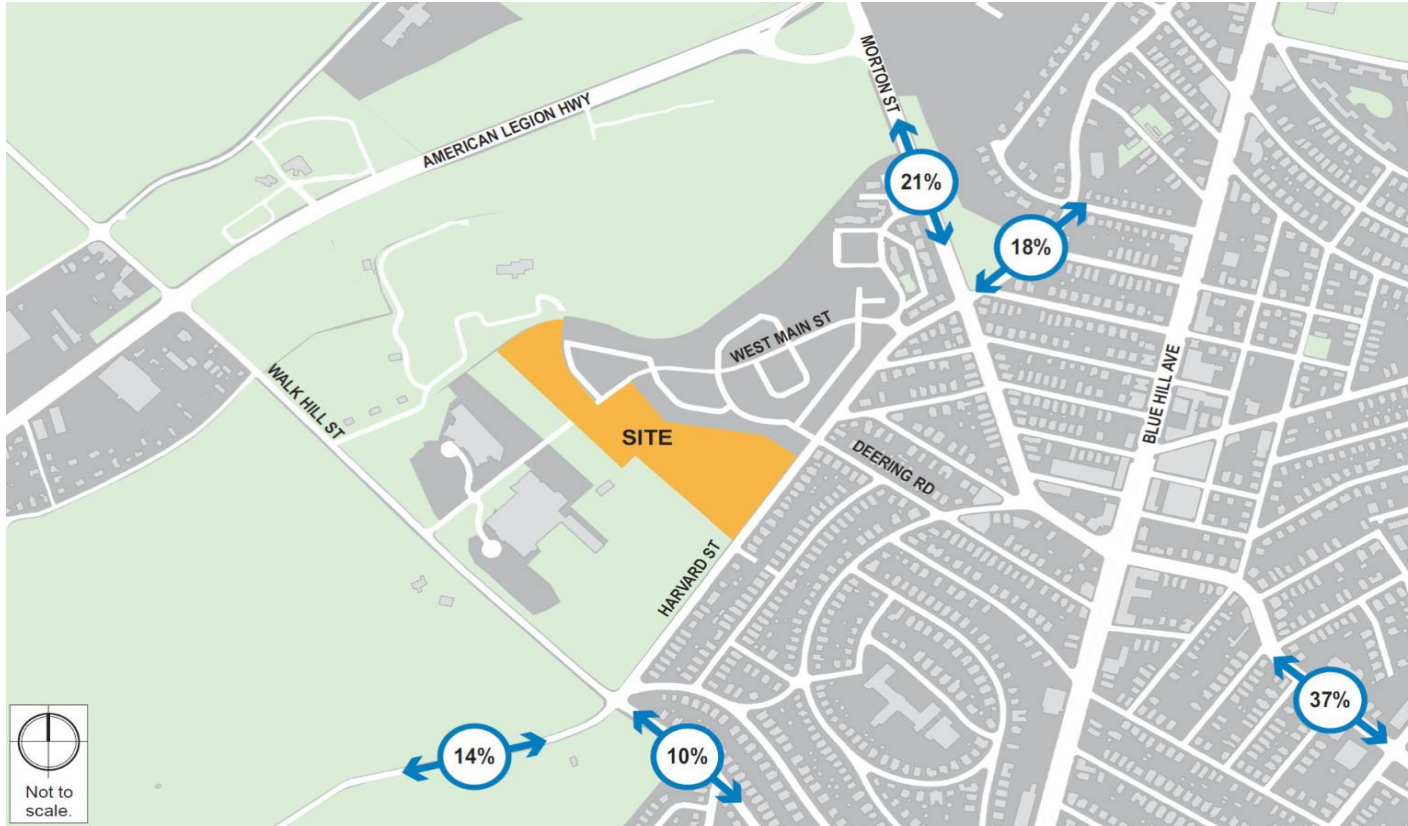 MORTON ST
AMERICAN LEGION HWY
21%
18%
WEST MAIN ST
BLUE HILL AVE
WALK HILL ST
SITE
DEERING RD
HARVARD ST
37%
14%
10%
Not to
scale.